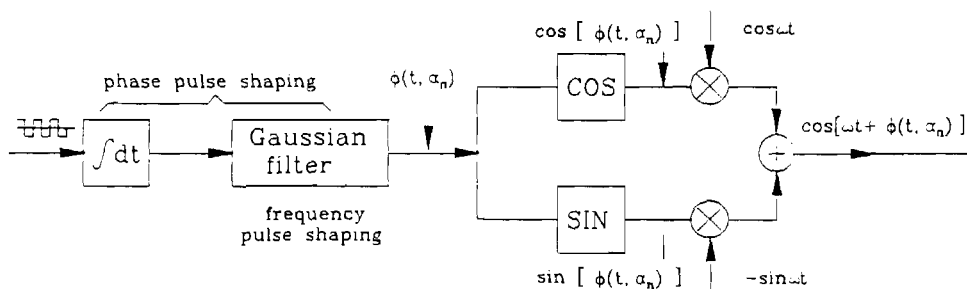 cos [ ϕ(t, αₙ) ]
cosωt
phase pulse shaping
ϕ(t, αₙ)
COS
cos[ωt+ ϕ(t, αₙ) ]
∫dt
Gaussian
filter
+
frequency
pulse shaping
SIN
sin [ ϕ(t, αₙ) ]
-sinωt